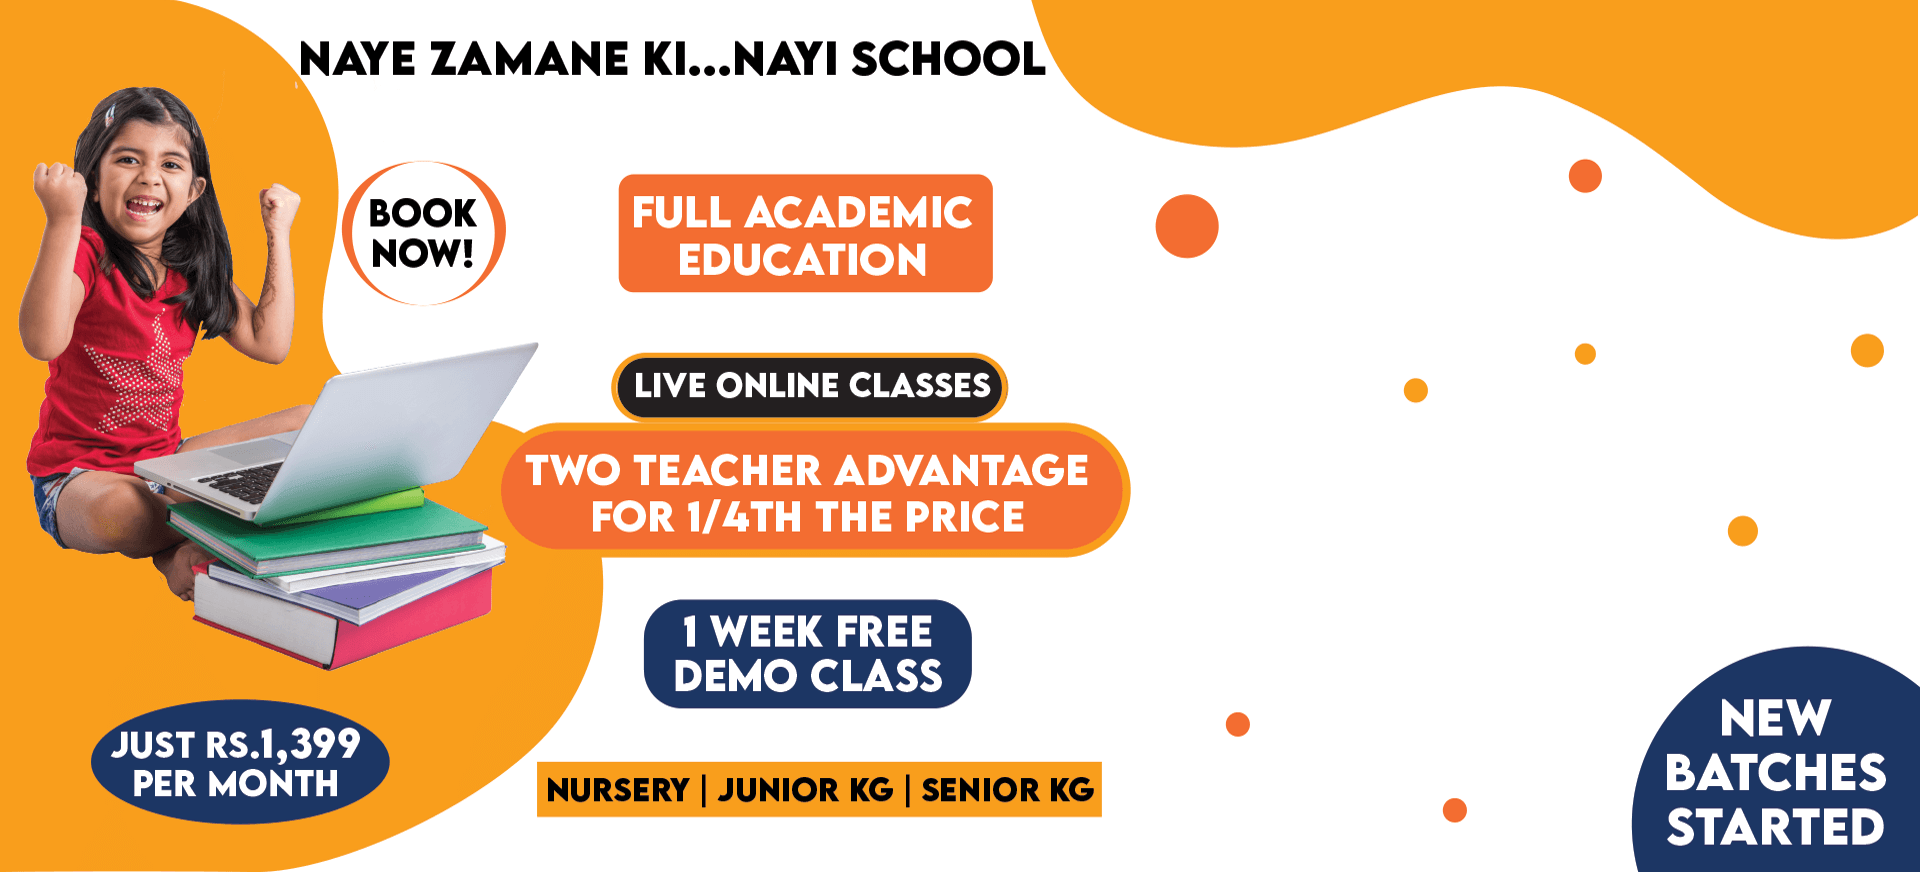 NAYE ZAMANE KI...NAYI SCHOOL
BOOK
NOW!
FULL ACADEMIC
EDUCATION
LIVE ONLINE CLASSES
TWO TEACHER ADVANTAGE
FOR 1/4TH THE PRICE
1 WEEK FREE
DEMO CLASS
JUST RS.1,399
PER MONTH
NURSERY | JUNIOR KG | SENIOR KG
NEW
BATCHES
STARTED